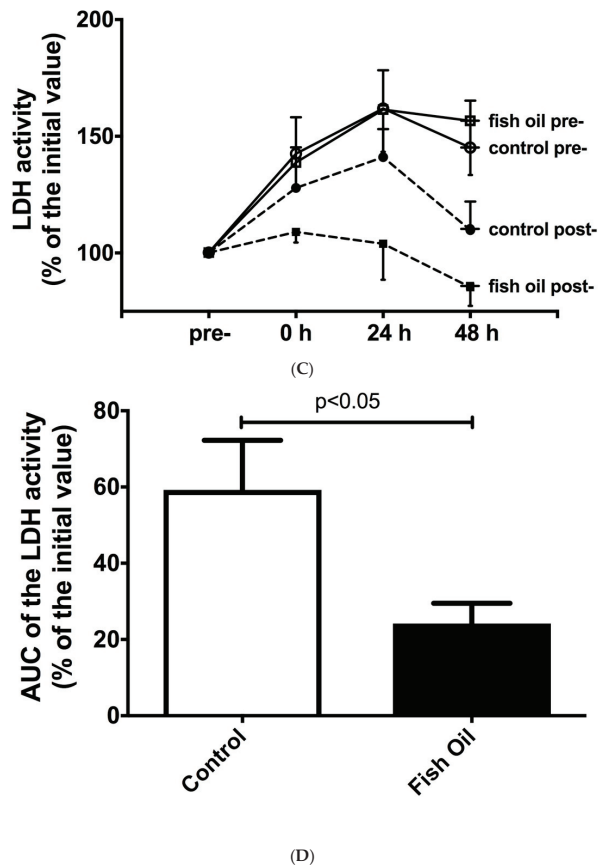 200
150
100
LDH activity
(% of the initial value)
fish oil pre-
control pre-
control post-
fish oil post-
pre- 0 h 24 h 48 h
(C)
p<0.05
80
60
40
20
0
AUC of the LDH activity
(% of the initial value)
Control
Fish Oil
(D)